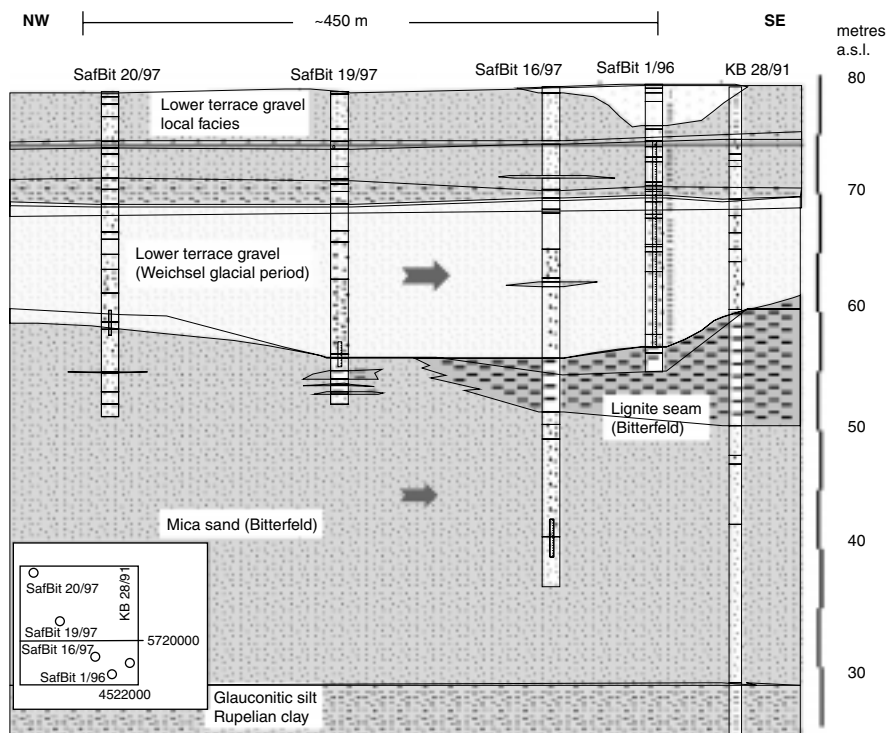 NW
~450 m
SE
metres
a.s.l.
SafBit 20/97
SafBit 19/97
SafBit 16/97
SafBit 1/96
KB 28/91
80
Lower terrace gravel
local facies
70
Lower terrace gravel
(Weichsel glacial period)
60
Lignite seam
(Bitterfeld)
50
Mica sand (Bitterfeld)
40
SafBit 20/97
KB 28/91
SafBit 19/97
5720000
SafBit 16/97
SafBit 1/96
4522000
30
Glauconitic silt
Rupelian clay